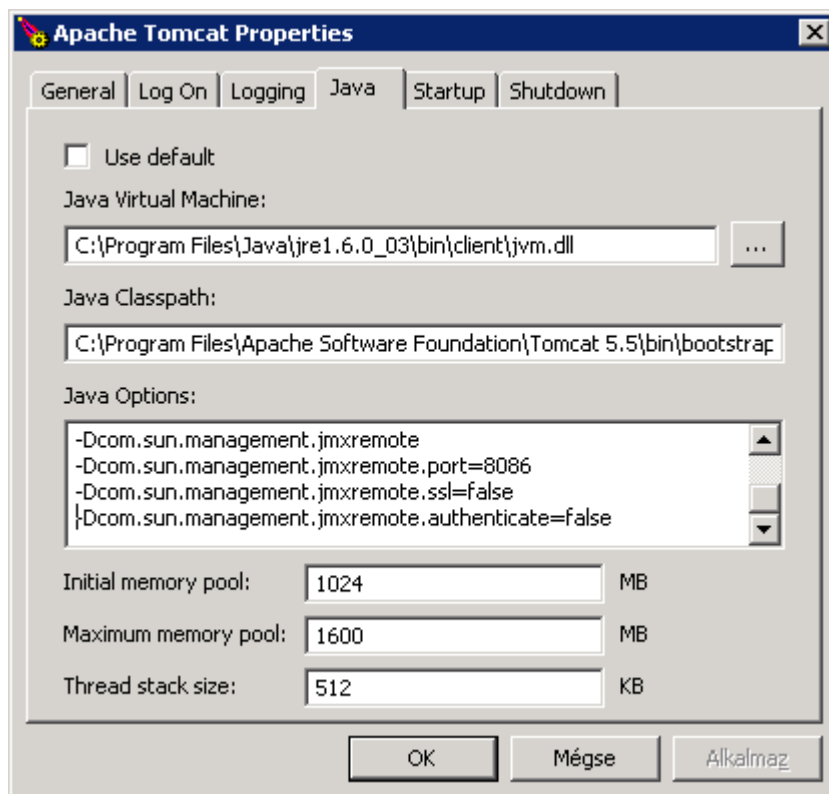 Apache Tomcat Properties
General Log On Logging Java Startup Shutdown
Use default
Java Virtual Machine:
C:\Program Files\Java\jre1.6.0_03\bin\client\jvm.dll ...
Java Classpath:
C:\Program Files\Apache Software Foundation\Tomcat 5.5\bin\bootstrap
Java Options:
-Dcom.sun.management.jmxremote
-Dcom.sun.management.jmxremote.port=8086
-Dcom.sun.management.jmxremote.ssl=false
-Dcom.sun.management.jmxremote.authenticate=false
Initial memory pool: 1024 MB
Maximum memory pool: 1600 MB
Thread stack size: 512 KB
OK Mégse Alkalmaz